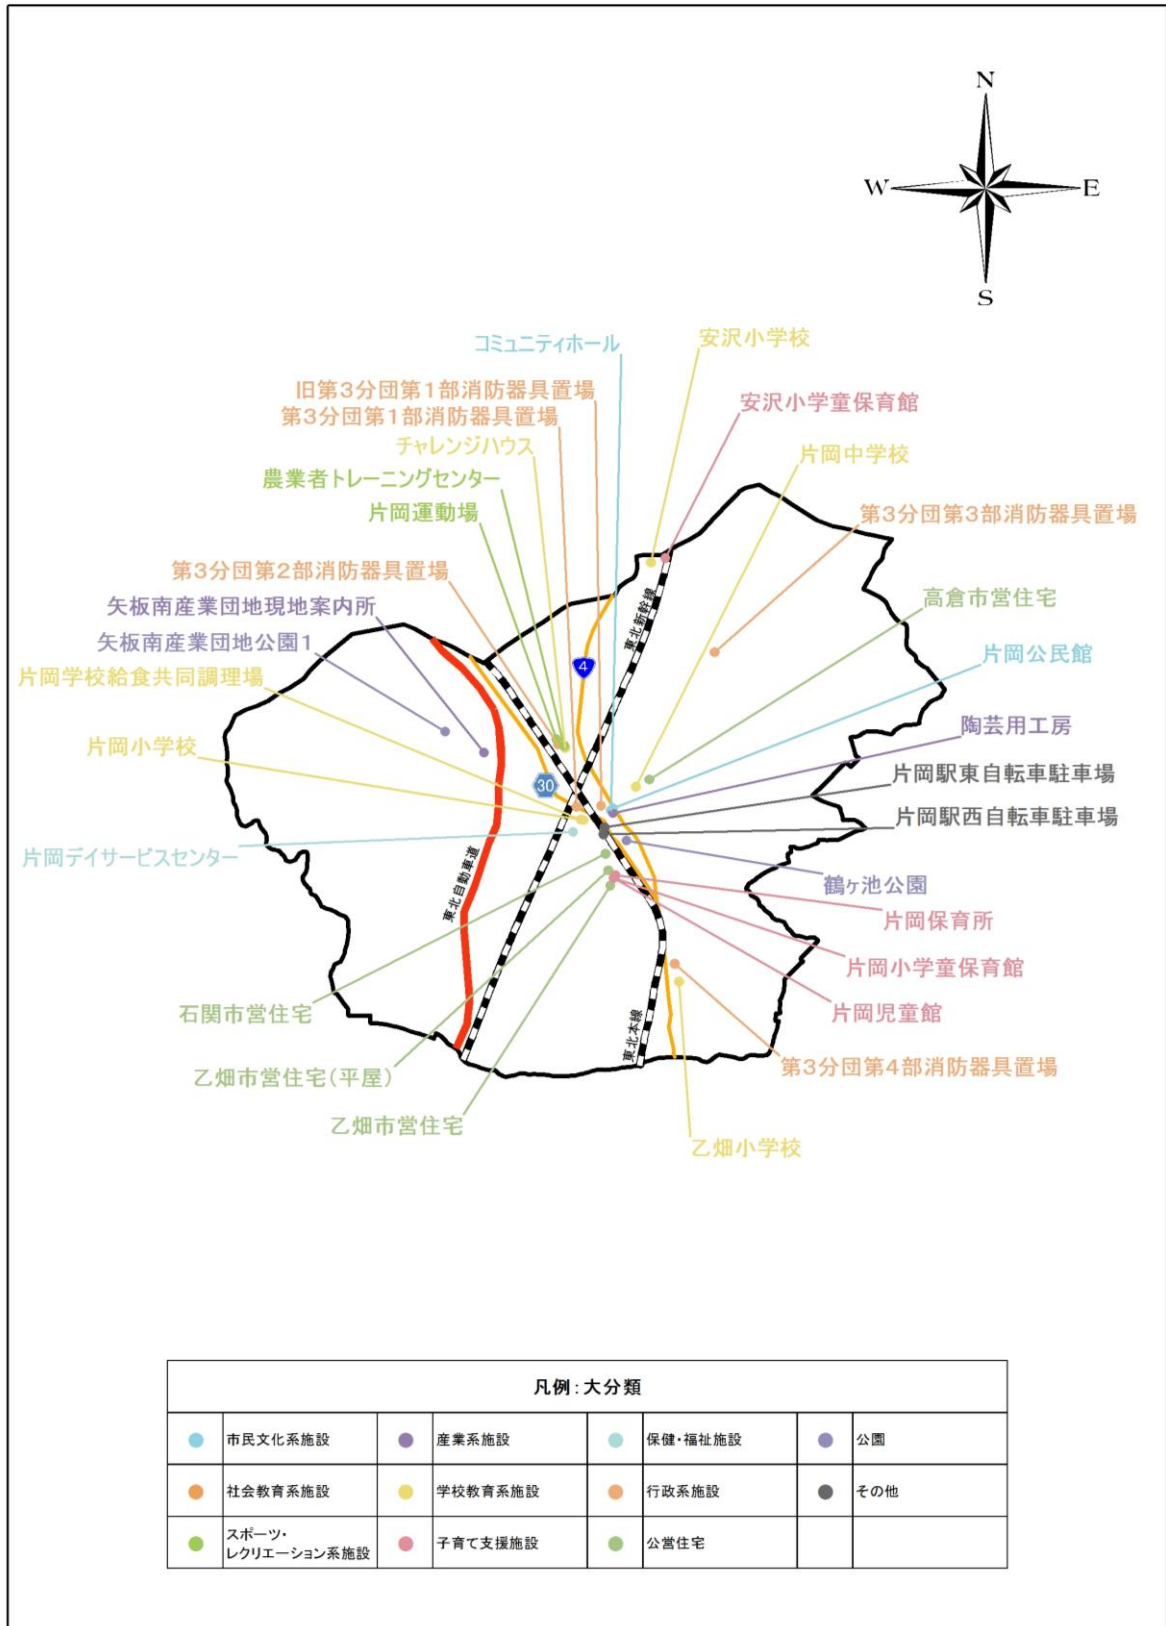 N
W
E
S
コミュニティホール
安沢小学校
旧第3分団第1部消防器具置場
安沢小学童保育館
第3分団第1部消防器具置場
チャレンジハウス
片岡中学校
農業者トレーニングセンター
片岡運動場
第3分団第3部消防器具置場
第3分団第2部消防器具置場
高倉市営住宅
矢板南産業団地現地案内所
東北新幹線
矢板南産業団地公園1
片岡公民館
4
片岡学校給食共同調理場
陶芸用工房
片岡小学校
片岡駅東自転車駐車場
30
片岡駅西自転車駐車場
片岡デイサービスセンター
東北自動車道
鶴ヶ池公園
片岡保育所
片岡小学童保育館
石関市営住宅
片岡児童館
東北本線
乙畑市営住宅(平屋)
第3分団第4部消防器具置場
乙畑市営住宅
乙畑小学校
凡例:大分類
市民文化系施設
産業系施設
保健・福祉施設
公園
社会教育系施設
学校教育系施設
行政系施設
その他
スポーツ・
レクリエーション系施設
子育て支援施設
公営住宅